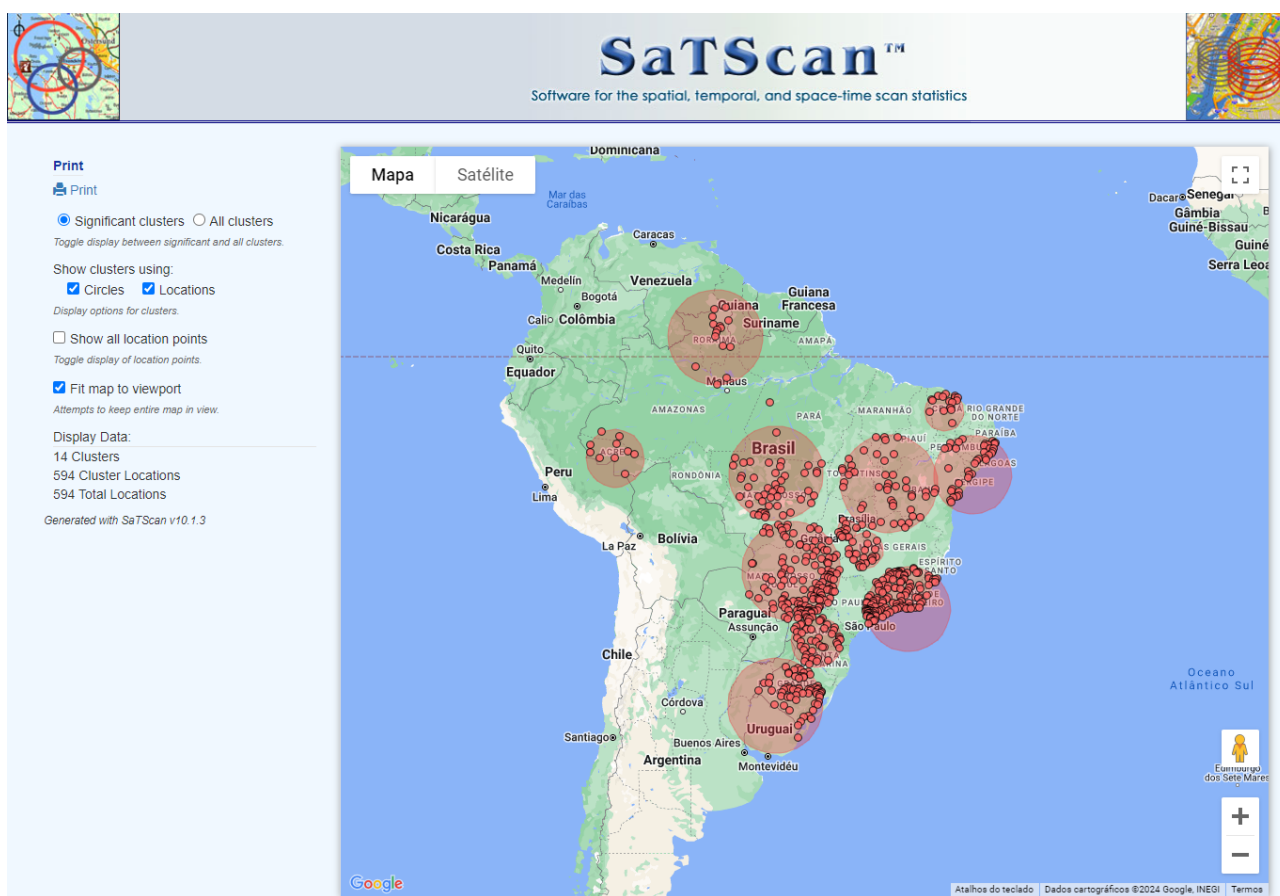 SaTScan™
Software for the spatial, temporal, and space-time scan statistics
Print
Print
Significant clusters All clusters
Toggle display between significant and all clusters.
Show clusters using:
Circles Locations
Display options for clusters.
Show all location points
Toggle display of location points.
Fit map to viewport
Attempts to keep entire map in view.
Display Data:
14 Clusters
594 Cluster Locations
594 Total Locations
Generated with SaTScan v10.1.3
Mapa Satélite
Dominicana
Mar das
Caraíbas
Nicarágua
Costa Rica
Panamá
Caracas
Medellín
Venezuela
Bogotá
Cali
Colômbia
Guiana
Guiana
Francesa
Suriname
AMAPÁ
Quito
Equador
AMAZONAS
PARÁ
MARANHÃO
RIO GRANDE
DO NORTE
PARAÍBA
Brasil
ACRE
RONDÔNIA
Peru
Lima
La Paz
Bolívia
Brasília
ESPÍRITO
SANTO
Paraguai
Assunção
São Paulo
Chile
Córdova
Santiago
Uruguai
Buenos Aires
Argentina
Montevidéu
Dacar
Senegal
Gâmbia
Guiné-Bissau
Guiné
Serra Leoa
Oceano
Atlântico Sul
Edimburgo
dos Sete Mares
Google
Atalhos do teclado Dados cartográficos ©2024 Google, INEGI Termos